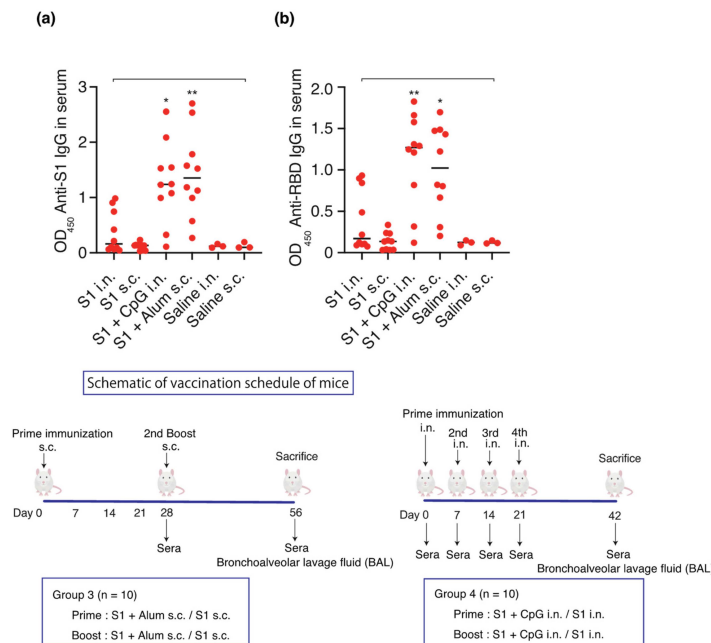 (a)
(b)
OD450 Anti-S1 IgG in serum
3
2
1
0
*
**
S1 i.n.
S1 s.c.
S1 + CpG i.n.
S1 + Alum s.c.
Saline i.n.
Saline s.c.
OD450 Anti-RBD IgG in serum
2.0
1.5
1.0
0.5
0
**
*
S1 i.n.
S1 s.c.
S1 + CpG i.n.
S1 + Alum s.c.
Saline i.n.
Saline s.c.
Schematic of vaccination schedule of mice
Prime immunization
s.c.
2nd Boost
s.c.
Sacrifice
Day 0 7 14 21 28 56
Sera Sera
Bronchoalveolar lavage fluid (BAL)
Group 3 (n = 10)
Prime : S1 + Alum s.c. / S1 s.c.
Boost : S1 + Alum s.c. / S1 s.c.
Prime immunization
i.n.
2nd
i.n.
3rd
i.n.
4th
i.n.
Sacrifice
Day 0 7 14 21 42
Sera Sera Sera Sera Sera
Bronchoalveolar lavage fluid (BAL
Group 4 (n = 10)
Prime : S1 + CpG i.n. / S1 i.n.
Boost : S1 + CpG i.n. / S1 i.n.